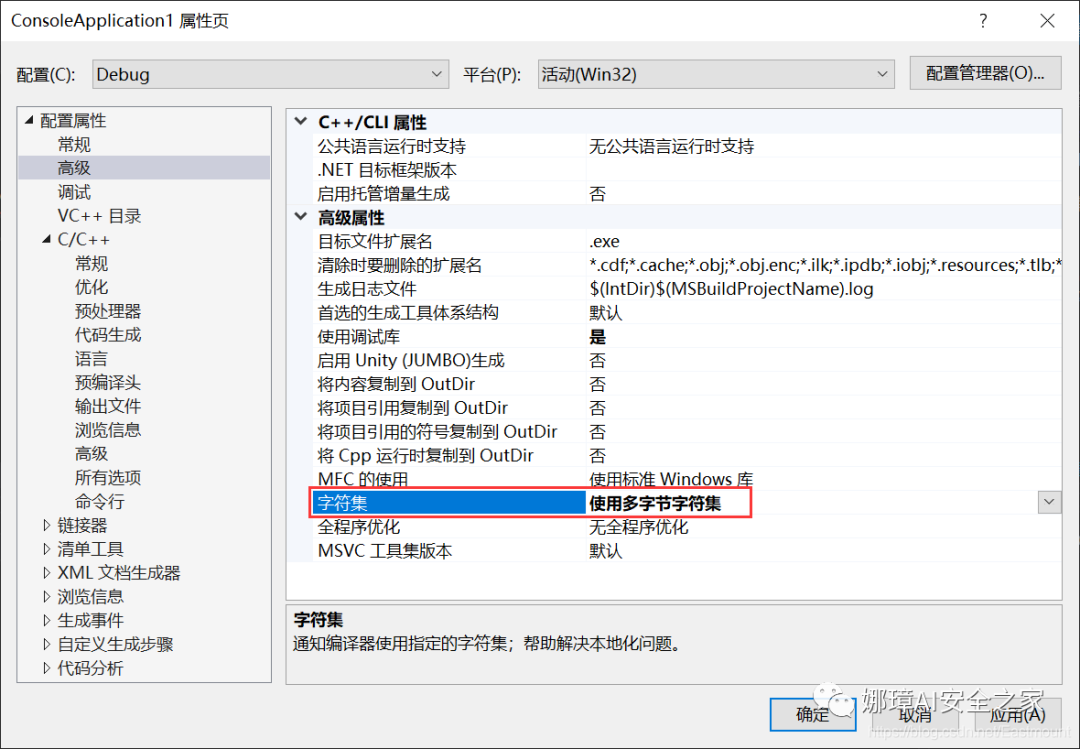 ConsoleApplication1 属性页
?
配置(C):
Debug
平台(P):
活动(Win32)
配置管理器(O)...
配置属性
常规
高级
调试
VC++ 目录
C/C++
常规
优化
预处理器
代码生成
语言
预编译头
输出文件
浏览信息
高级
所有选项
命令行
链接器
清单工具
XML 文档生成器
浏览信息
生成事件
自定义生成步骤
代码分析
C++/CLI 属性
公共语言运行时支持 无公共语言运行时支持
.NET 目标框架版本
启用托管增量生成 否
高级属性
目标文件扩展名 .exe
清除时要删除的扩展名 *.cdf;*.cache;*.obj;*.obj.enc;*.ilk;*.ipdb;*.iobj;*.resources;*.tlb;*
生成日志文件 $(IntDir)$(MSBuildProjectName).log
首选的生成工具体系结构 默认
使用调试库 是
启用 Unity (JUMBO)生成 否
将内容复制到 OutDir 否
将项目引用复制到 OutDir 否
将项目引用的符号复制到 OutDir 否
将 Cpp 运行时复制到 OutDir 否
MFC 的使用 使用标准 Windows 库
字符集 使用多字节字符集
全程序优化 无全程序优化
MSVC 工具集版本 默认
字符集
通知编译器使用指定的字符集；帮助解决本地化问题。
确定
取消
应用(A)
娜璋AI安全之家
https://blog.csdn.net/Eastmount